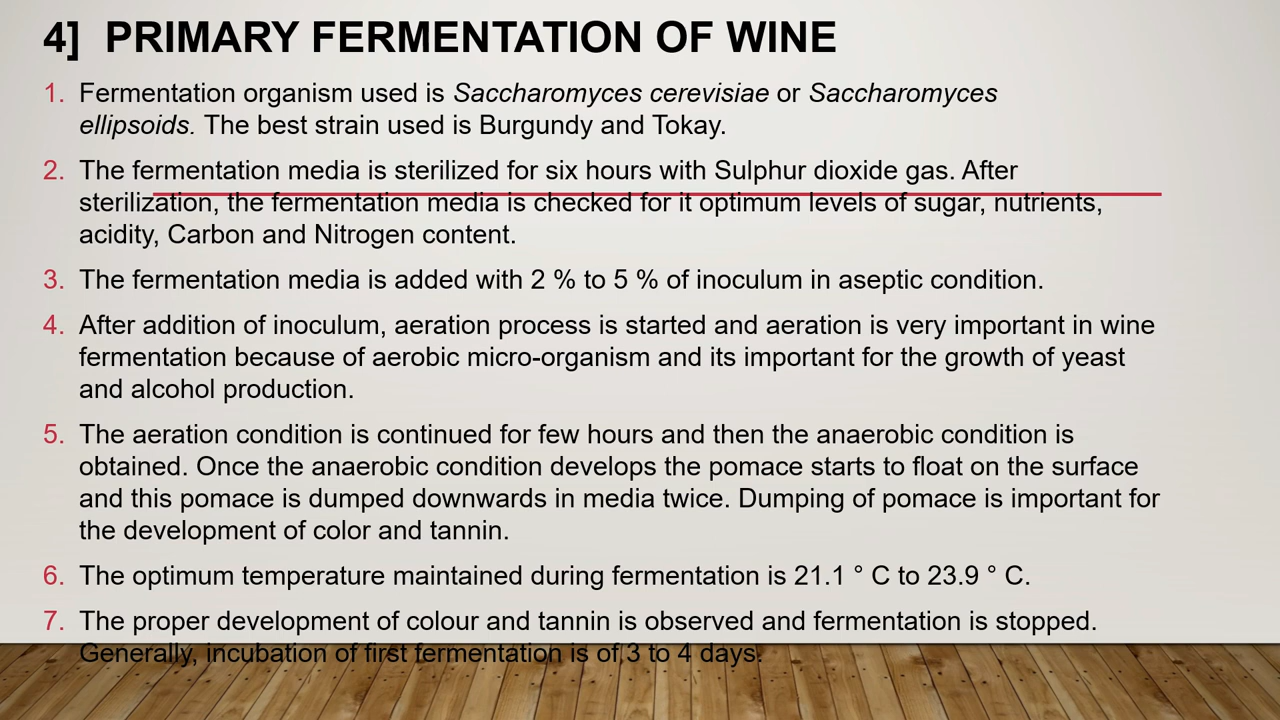 4] PRIMARY FERMENTATION OF WINE
1. Fermentation organism used is Saccharomyces cerevisiae or Saccharomyces
ellipsoids. The best strain used is Burgundy and Tokay.
2. The fermentation media is sterilized for six hours with Sulphur dioxide gas. After
sterilization, the fermentation media is checked for it optimum levels of sugar, nutrients,
acidity, Carbon and Nitrogen content.
3. The fermentation media is added with 2 % to 5 % of inoculum in aseptic condition.
4. After addition of inoculum, aeration process is started and aeration is very important in wine
fermentation because of aerobic micro-organism and its important for the growth of yeast
and alcohol production.
5. The aeration condition is continued for few hours and then the anaerobic condition is
obtained. Once the anaerobic condition develops the pomace starts to float on the surface
and this pomace is dumped downwards in media twice. Dumping of pomace is important for
the development of color and tannin.
6. The optimum temperature maintained during fermentation is 21.1 ° C to 23.9 ° C.
7. The proper development of colour and tannin is observed and fermentation is stopped.
Generally, incubation of first fermentation is of 3 to 4 days.